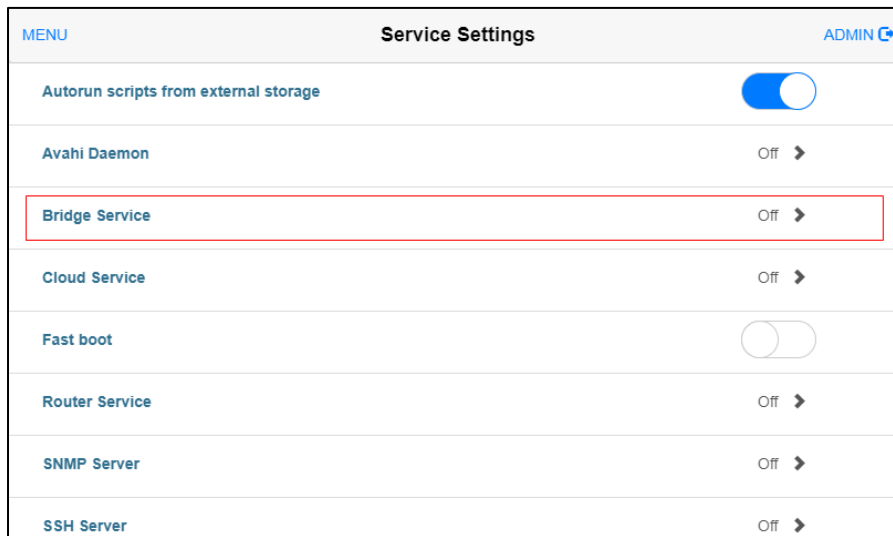 MENU Service Settings ADMIN
Autorun scripts from external storage
Avahi Daemon Off
Bridge Service Off
Cloud Service Off
Fast boot
Router Service Off
SNMP Server Off
SSH Server Off